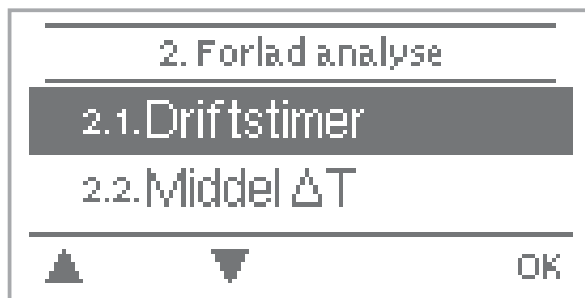 2. Forlad analyse
2.1.Driftstimer
2.2.Middel ΔT
▲ ▼ OK